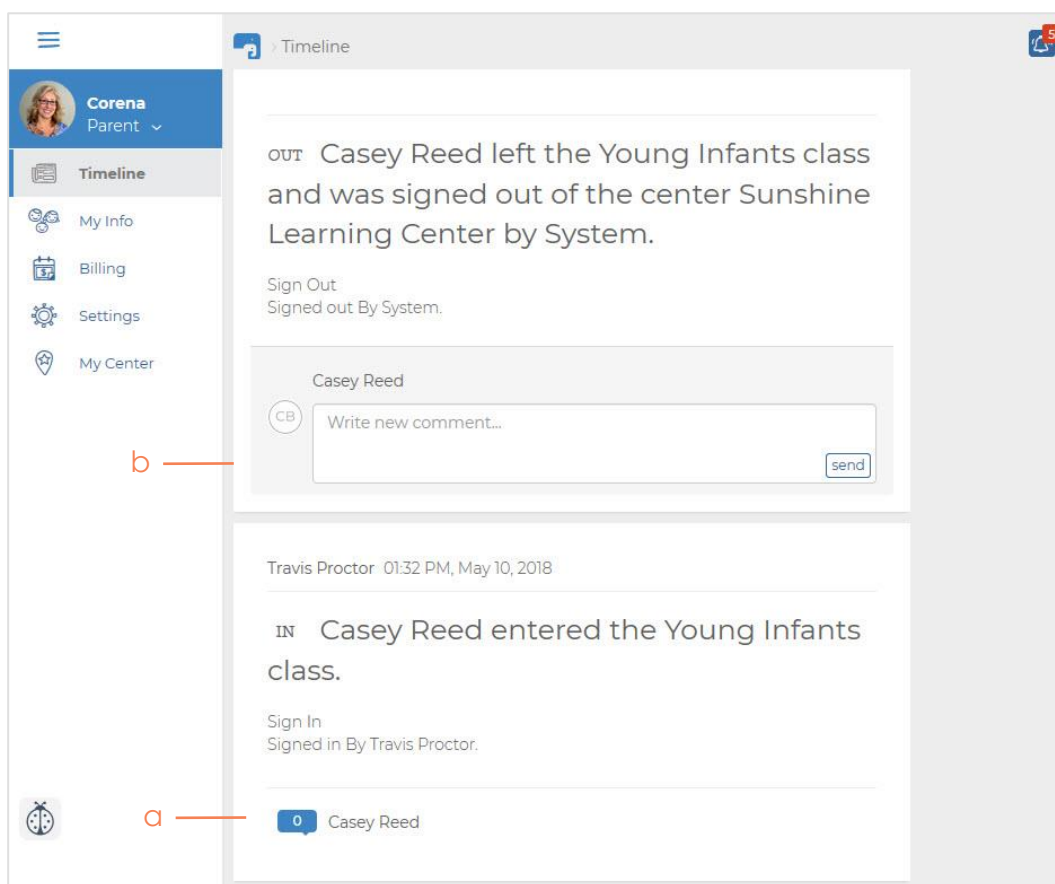 › Timeline
5
Corena
Parent
Timeline
My Info
Billing
Settings
My Center
OUT Casey Reed left the Young Infants class
and was signed out of the center Sunshine
Learning Center by System.
Sign Out
Signed out By System.
Casey Reed
CB
Write new comment...
send
b
Travis Proctor 01:32 PM, May 10, 2018
IN Casey Reed entered the Young Infants
class.
Sign In
Signed in By Travis Proctor.
a
0 Casey Reed